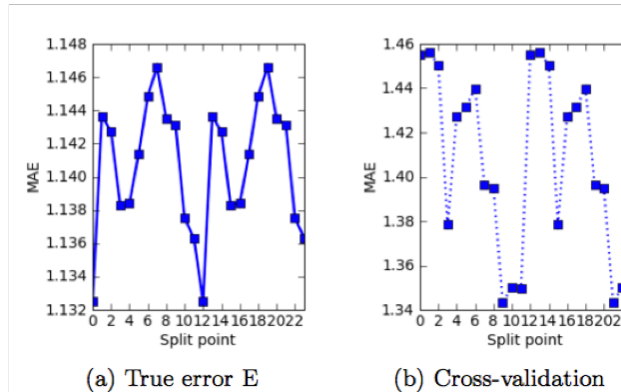 1.148
1.146
1.144
1.142
1.140
1.138
1.136
1.134
1.132
MAE
0 2 4 6 8 10 12 14 16 18 20 22
Split point
(a) True error E
1.46
1.44
1.42
1.40
1.38
1.36
1.34
MAE
0 2 4 6 8 10 12 14 16 18 20 2
Split point
(b) Cross-validation